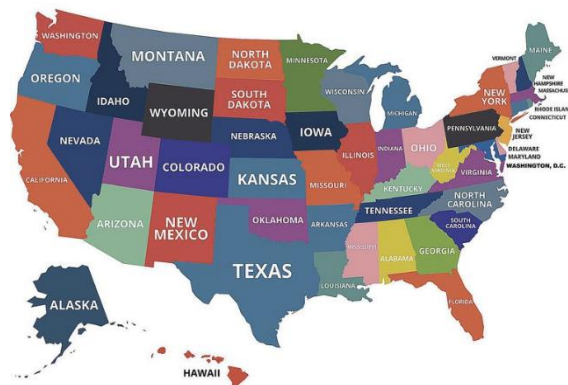 WASHINGTON
OREGON
CALIFORNIA
NEVADA
IDAHO
MONTANA
WYOMING
UTAH
COLORADO
ARIZONA
NEW
MEXICO
NORTH
DAKOTA
SOUTH
DAKOTA
NEBRASKA
KANSAS
OKLAHOMA
TEXAS
MINNESOTA
IOWA
MISSOURI
ARKANSAS
LOUISIANA
WISCONSIN
ILLINOIS
MICHIGAN
INDIANA
OHIO
KENTUCKY
TENNESSEE
MISSISSIPPI
ALABAMA
GEORGIA
FLORIDA
SOUTH
CAROLINA
NORTH
CAROLINA
VIRGINIA
WEST
VIRGINIA
PENNSYLVANIA
NEW
YORK
VERMONT
MAINE
NEW
HAMPSHIRE
MASSACHUS
RHODE ISLAND
CONNECTICUT
NEW
JERSEY
DELAWARE
MARYLAND
WASHINGTON, D.C.
ALASKA
HAWAII